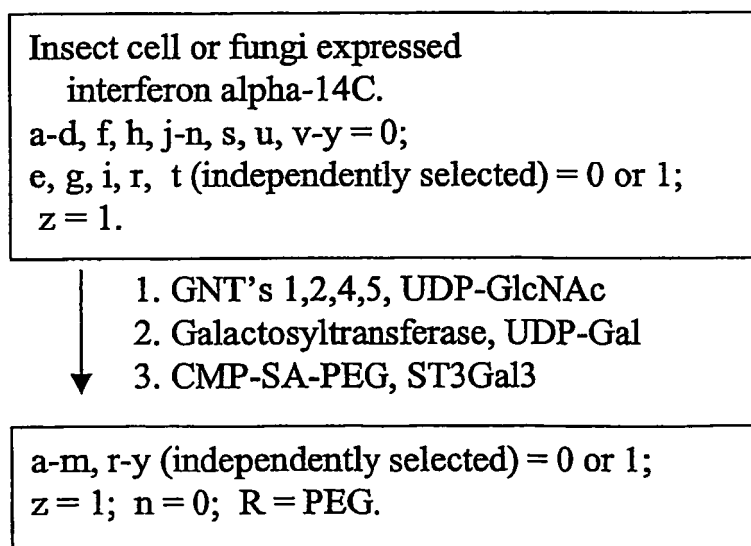 Insect cell or fungi expressed
interferon alpha-14C.
a-d, f, h, j-n, s, u, v-y = 0;
e, g, i, r, t (independently selected) = 0 or 1;
z = 1.
1. GNT's 1,2,4,5, UDP-GlcNAc
2. Galactosyltransferase, UDP-Gal
3. CMP-SA-PEG, ST3Gal3
a-m, r-y (independently selected) = 0 or 1;
z = 1; n = 0; R = PEG.